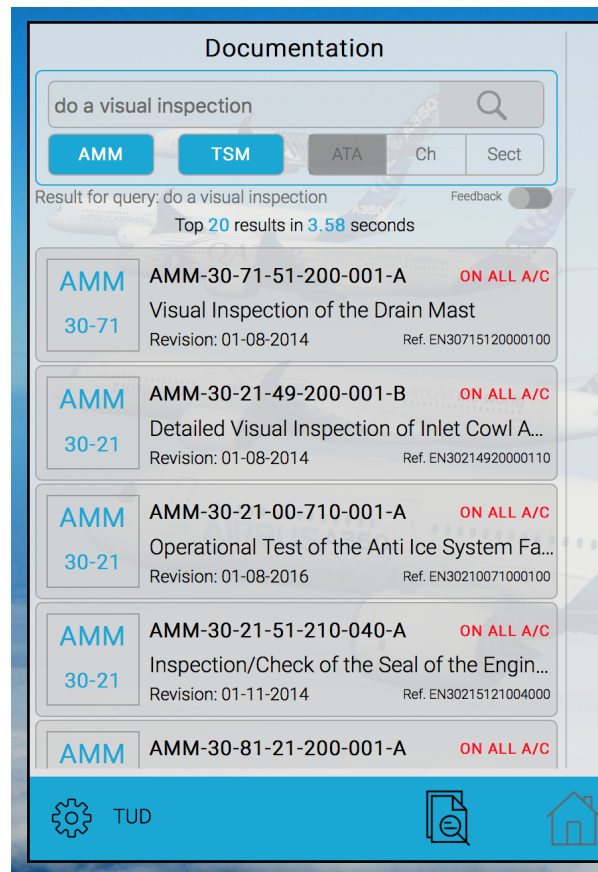 Documentation
do a visual inspection
AMM TSM ATA Ch Sect
Result for query: do a visual inspection Feedback
Top 20 results in 3.58 seconds
AMM AMM-30-71-51-200-001-A ON ALL A/C
Visual Inspection of the Drain Mast
30-71 Revision: 01-08-2014 Ref. EN30715120000100
AMM AMM-30-21-49-200-001-B ON ALL A/C
Detailed Visual Inspection of Inlet Cowl A...
30-21 Revision: 01-08-2014 Ref. EN30214920000110
AMM AMM-30-21-00-710-001-A ON ALL A/C
Operational Test of the Anti Ice System Fa...
30-21 Revision: 01-08-2016 Ref. EN30210071000100
AMM AMM-30-21-51-210-040-A ON ALL A/C
Inspection/Check of the Seal of the Engin...
30-21 Revision: 01-11-2014 Ref. EN30215121004000
AMM AMM-30-81-21-200-001-A ON ALL A/C
TUD